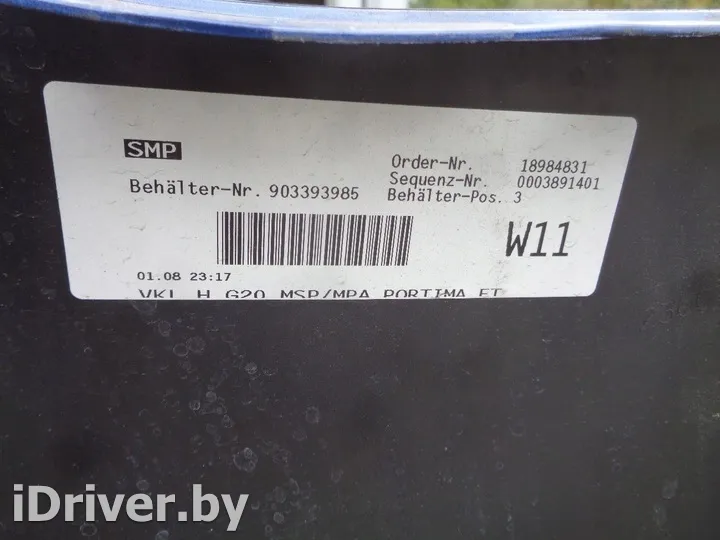 SMP
Order-Nr. 18984831
Sequenz-Nr. 0003891401
Behälter-Nr. 903393985 Behälter-Pos. 3
W11
01.08 23:17
VKL H G20 MSP/MPA PORTIMA ET
iDriver.by